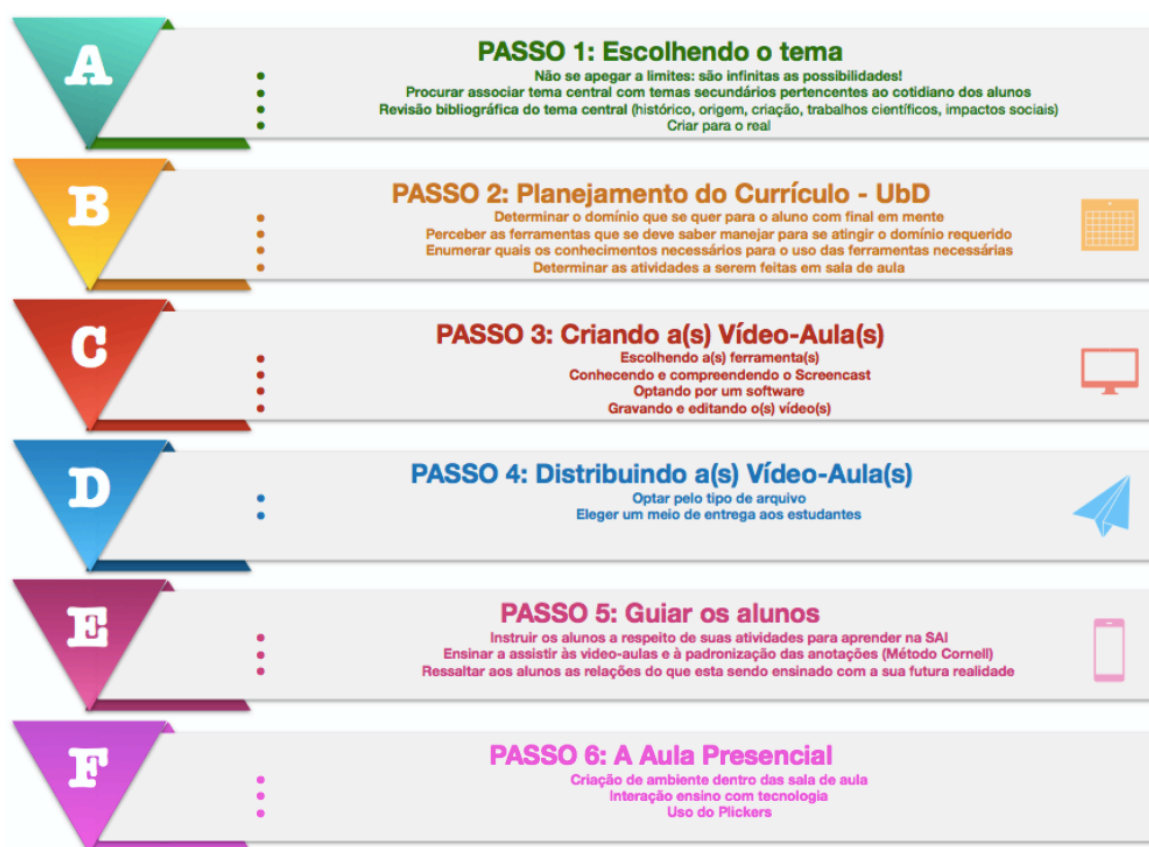 A
PASSO 1: Escolhendo o tema
Não se apegar a limites: são infinitas as possibilidades!
Procurar associar tema central com temas secundários pertencentes ao cotidiano dos alunos
Revisão bibliográfica do tema central (histórico, origem, criação, trabalhos científicos, impactos sociais)
Criar para o real
B
PASSO 2: Planejamento do Currículo - UbD
Determinar o domínio que se quer para o aluno com final em mente
Perceber as ferramentas que se deve saber manejar para se atingir o domínio requerido
Enumerar quais os conhecimentos necessários para o uso das ferramentas necessárias
Determinar as atividades a serem feitas em sala de aula
C
PASSO 3: Criando a(s) Vídeo-Aula(s)
Escolhendo a(s) ferramenta(s)
Conhecendo e compreendendo o Screencast
Optando por um software
Gravando e editando o(s) vídeo(s)
D
PASSO 4: Distribuindo a(s) Vídeo-Aula(s)
Optar pelo tipo de arquivo
Eleger um meio de entrega aos estudantes
E
PASSO 5: Guiar os alunos
Instruir os alunos a respeito de suas atividades para aprender na SAI
Ensinar a assistir às video-aulas e à padronização das anotações (Método Cornell)
Ressaltar aos alunos as relações do que esta sendo ensinado com a sua futura realidade
F
PASSO 6: A Aula Presencial
Criação de ambiente dentro das sala de aula
Interação ensino com tecnologia
Uso do Plickers